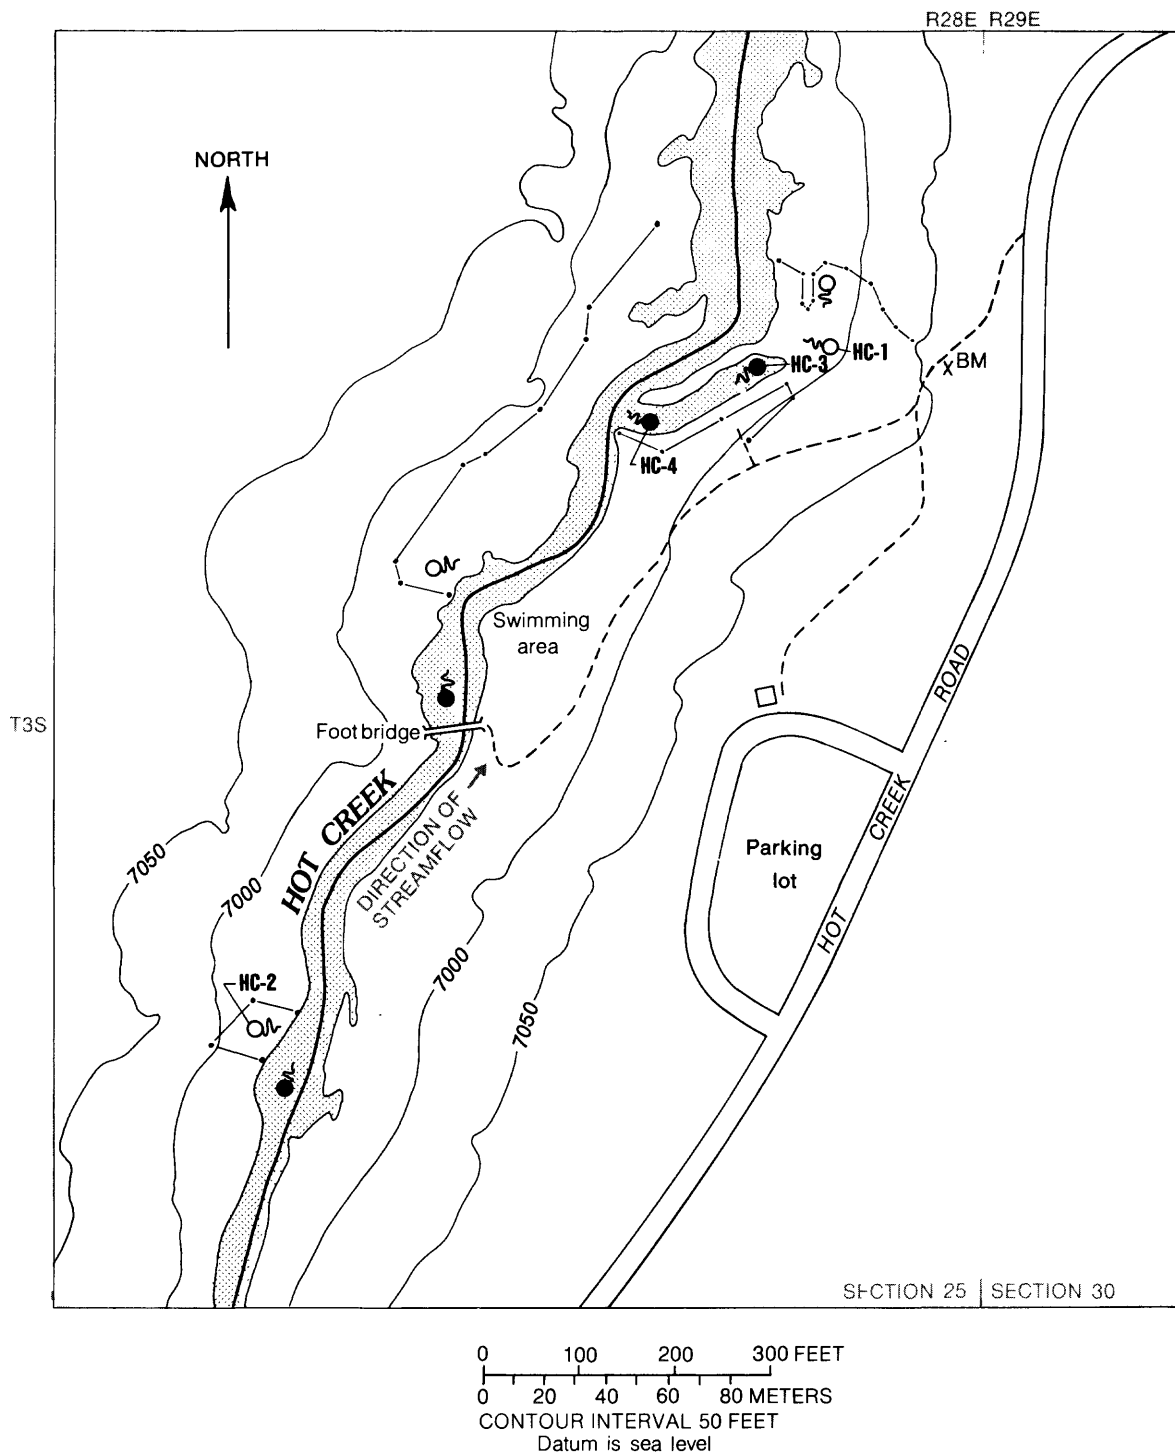 R28E R29E
NORTH
HC-1
HC-3
BM
HC-4
Swimming
area
T3S
Foot bridge
ROAD
CREEK
HOT
HOT CREEK
DIRECTION OF
STREAMFLOW
Parking
lot
7050
7000
7000
7050
HC-2
SECTION 25 | SECTION 30
0 100 200 300 FEET
0 20 40 60 80 METERS
CONTOUR INTERVAL 50 FEET
Datum is sea level